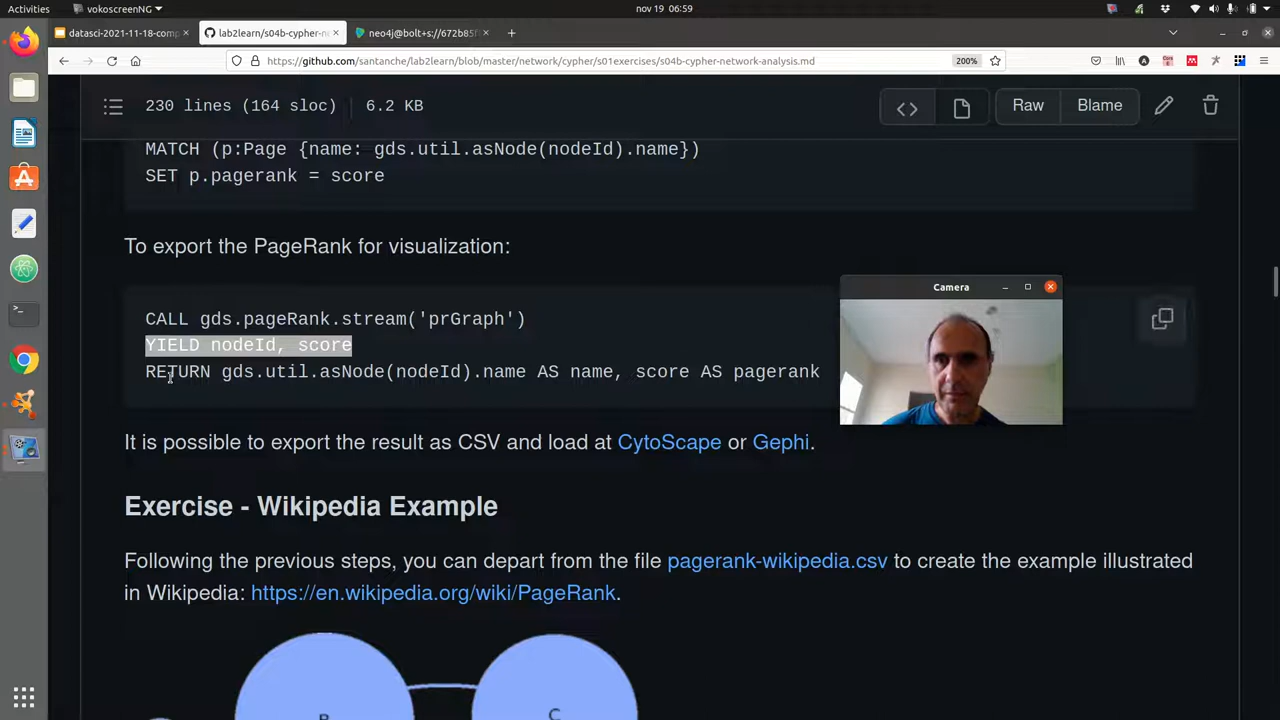 Activities
vokoscreenNG
nov 19 06:59
datasci-2021-11-18-comp
lab2learn/s04b-cypher-ne
neo4j@bolt+s://672b85f
https://github.com/santanche/lab2learn/blob/master/network/cypher/s01exercises/s04b-cypher-network-analysis.md
200%
230 lines (164 sloc) 6.2 KB
Raw
Blame
MATCH (p:Page {name: gds.util.asNode(nodeId).name})
SET p.pagerank = score
To export the PageRank for visualization:
Camera
CALL gds.pageRank.stream('prGraph')
YIELD nodeId, score
RETURN gds.util.asNode(nodeId).name AS name, score AS pagerank
It is possible to export the result as CSV and load at CytoScape or Gephi.
Exercise - Wikipedia Example
Following the previous steps, you can depart from the file pagerank-wikipedia.csv to create the example illustrated
in Wikipedia: https://en.wikipedia.org/wiki/PageRank.
B
C